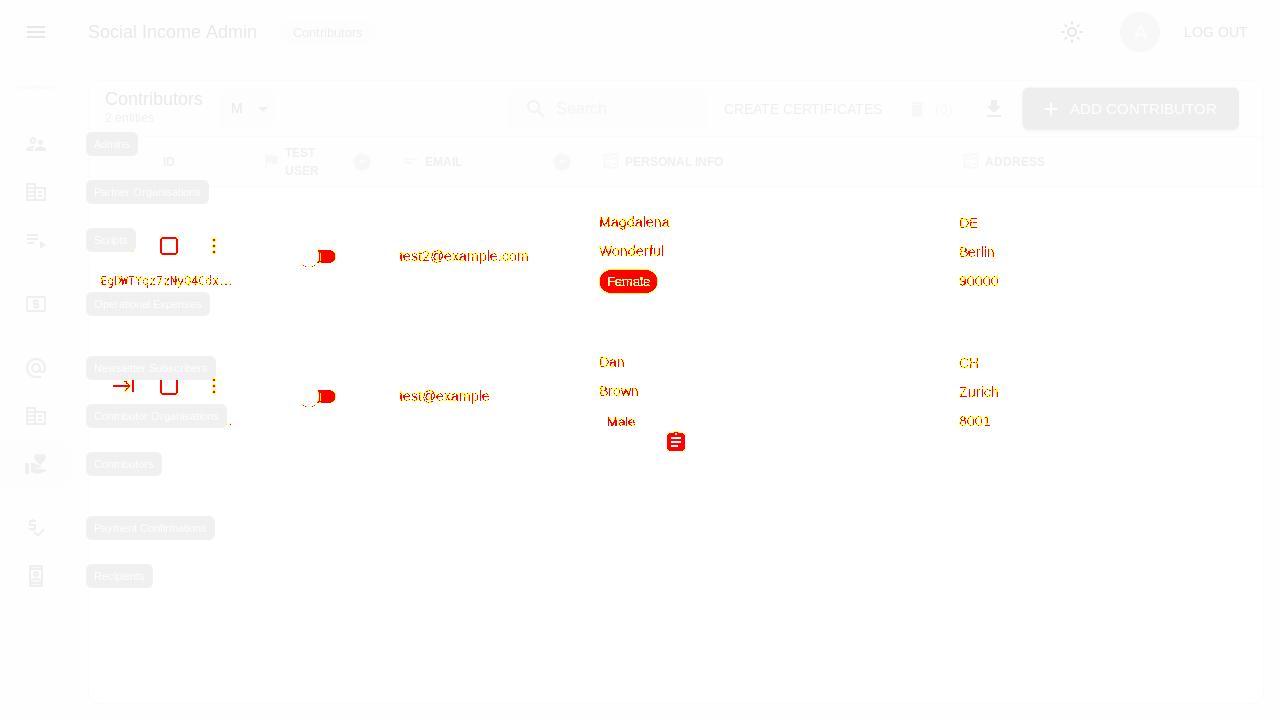 Social Income Admin
Contributors
A
LOG OUT
Contributors
2 entities
M
Search
CREATE CERTIFICATES
(0)
ADD CONTRIBUTOR
Admins
ID
TEST
USER
EMAIL
PERSONAL INFO
ADDRESS
Partner Organisations
Magdalena
DE
Scripts
Wonderful
Berlin
test2@example.com
Female
90000
Operational Expenses
Newsletter Subscribers
Dan
CH
Brown
Zurich
test@example
Contributor Organisations
Male
8001
Contributors
Payment Confirmations
Recipients